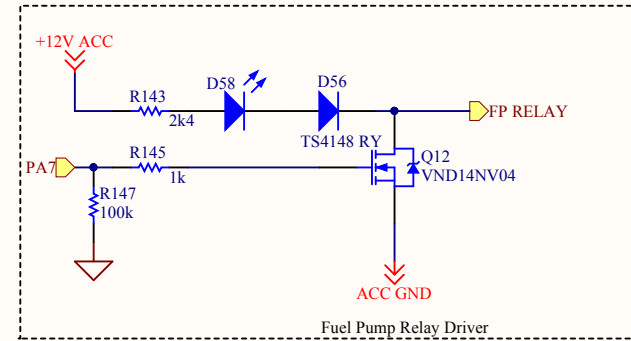 +12V ACC
R143
2k4
D58
D56
TS4148 RY
FP RELAY
PA7
R145
1k
R147
100k
Q12
VND14NV04
ACC GND
Fuel Pump Relay Driver